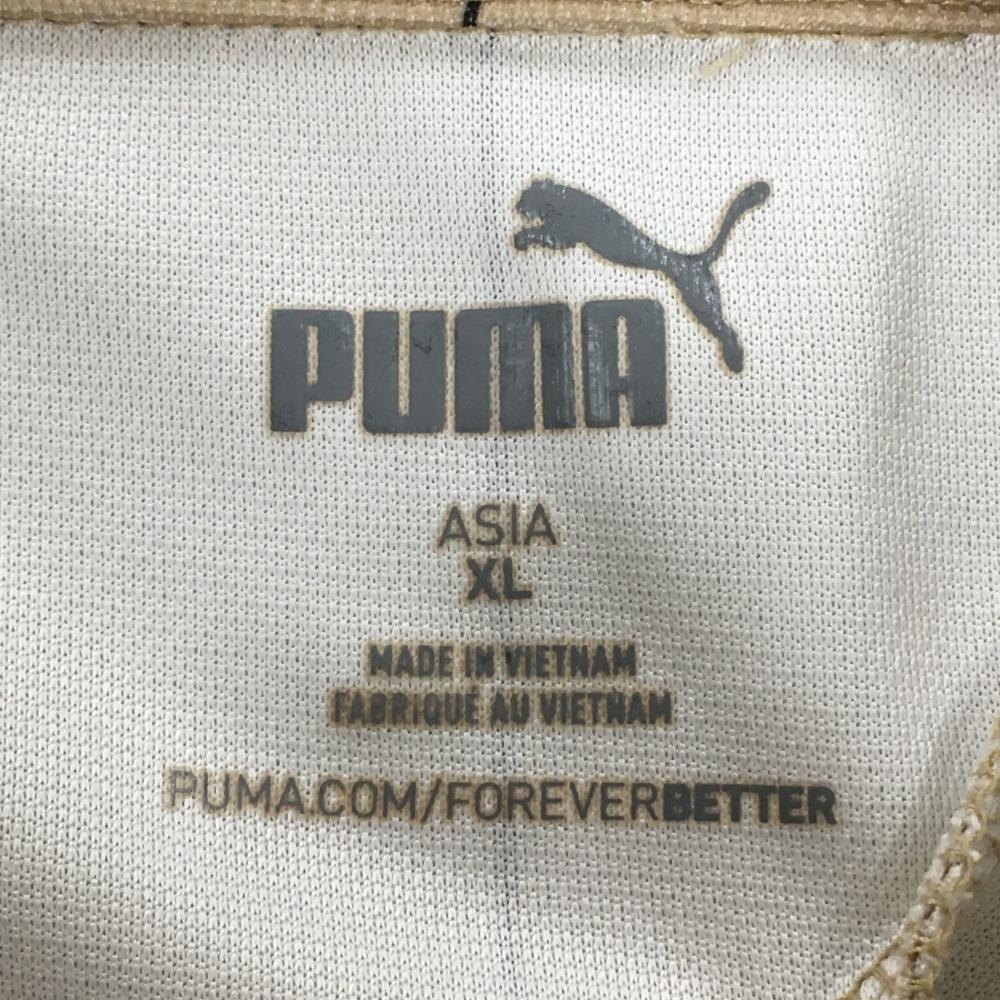 PUMA
ASIA
XL
MADE IN VIETNAM
FABRIQUÉ AU VIETNAM
PUMA.COM/FOREVERBETTER